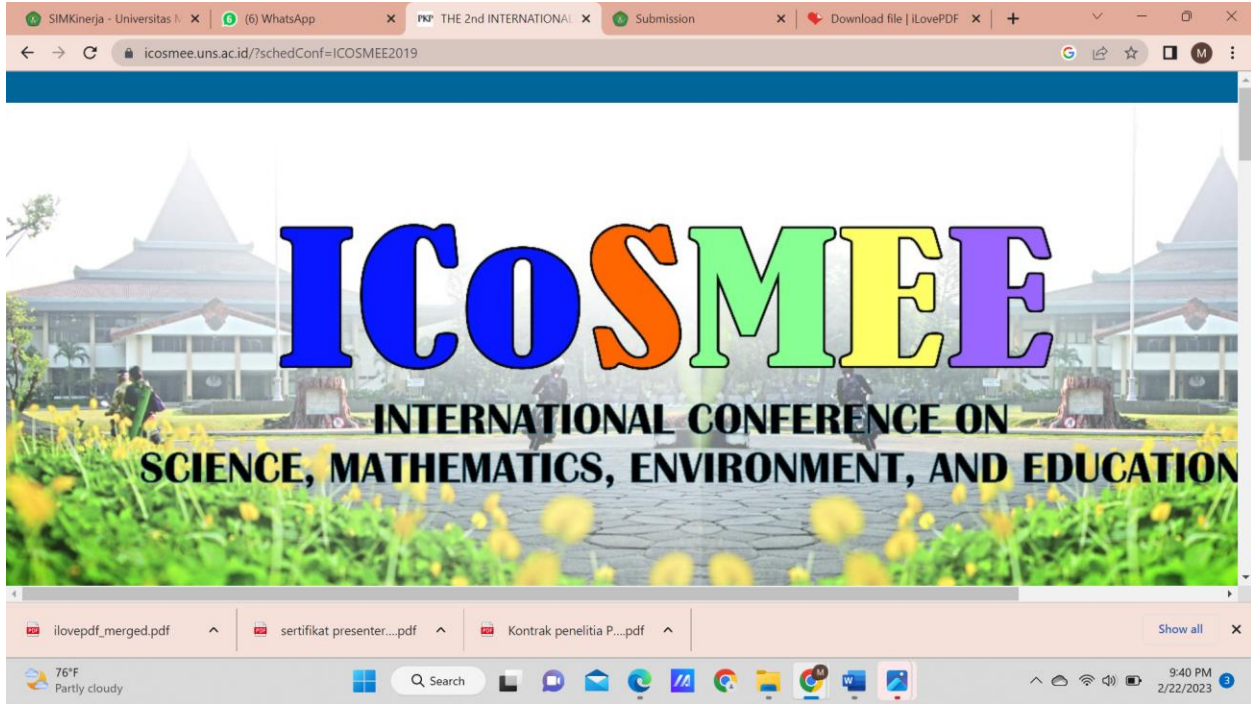 SIMKinerja - Universitas M
(6) WhatsApp
PKP THE 2nd INTERNATIONAL
Submission
Download file | iLovePDF
icosmee.uns.ac.id/?schedConf=ICOSMEE2019
M
ICoSMEE
INTERNATIONAL CONFERENCE ON
SCIENCE, MATHEMATICS, ENVIRONMENT, AND EDUCATION
ilovepdf_merged.pdf
sertifikat presenter....pdf
Kontrak penelitia P....pdf
Show all
76°F
Partly cloudy
Search
9:40 PM
2/22/2023
3